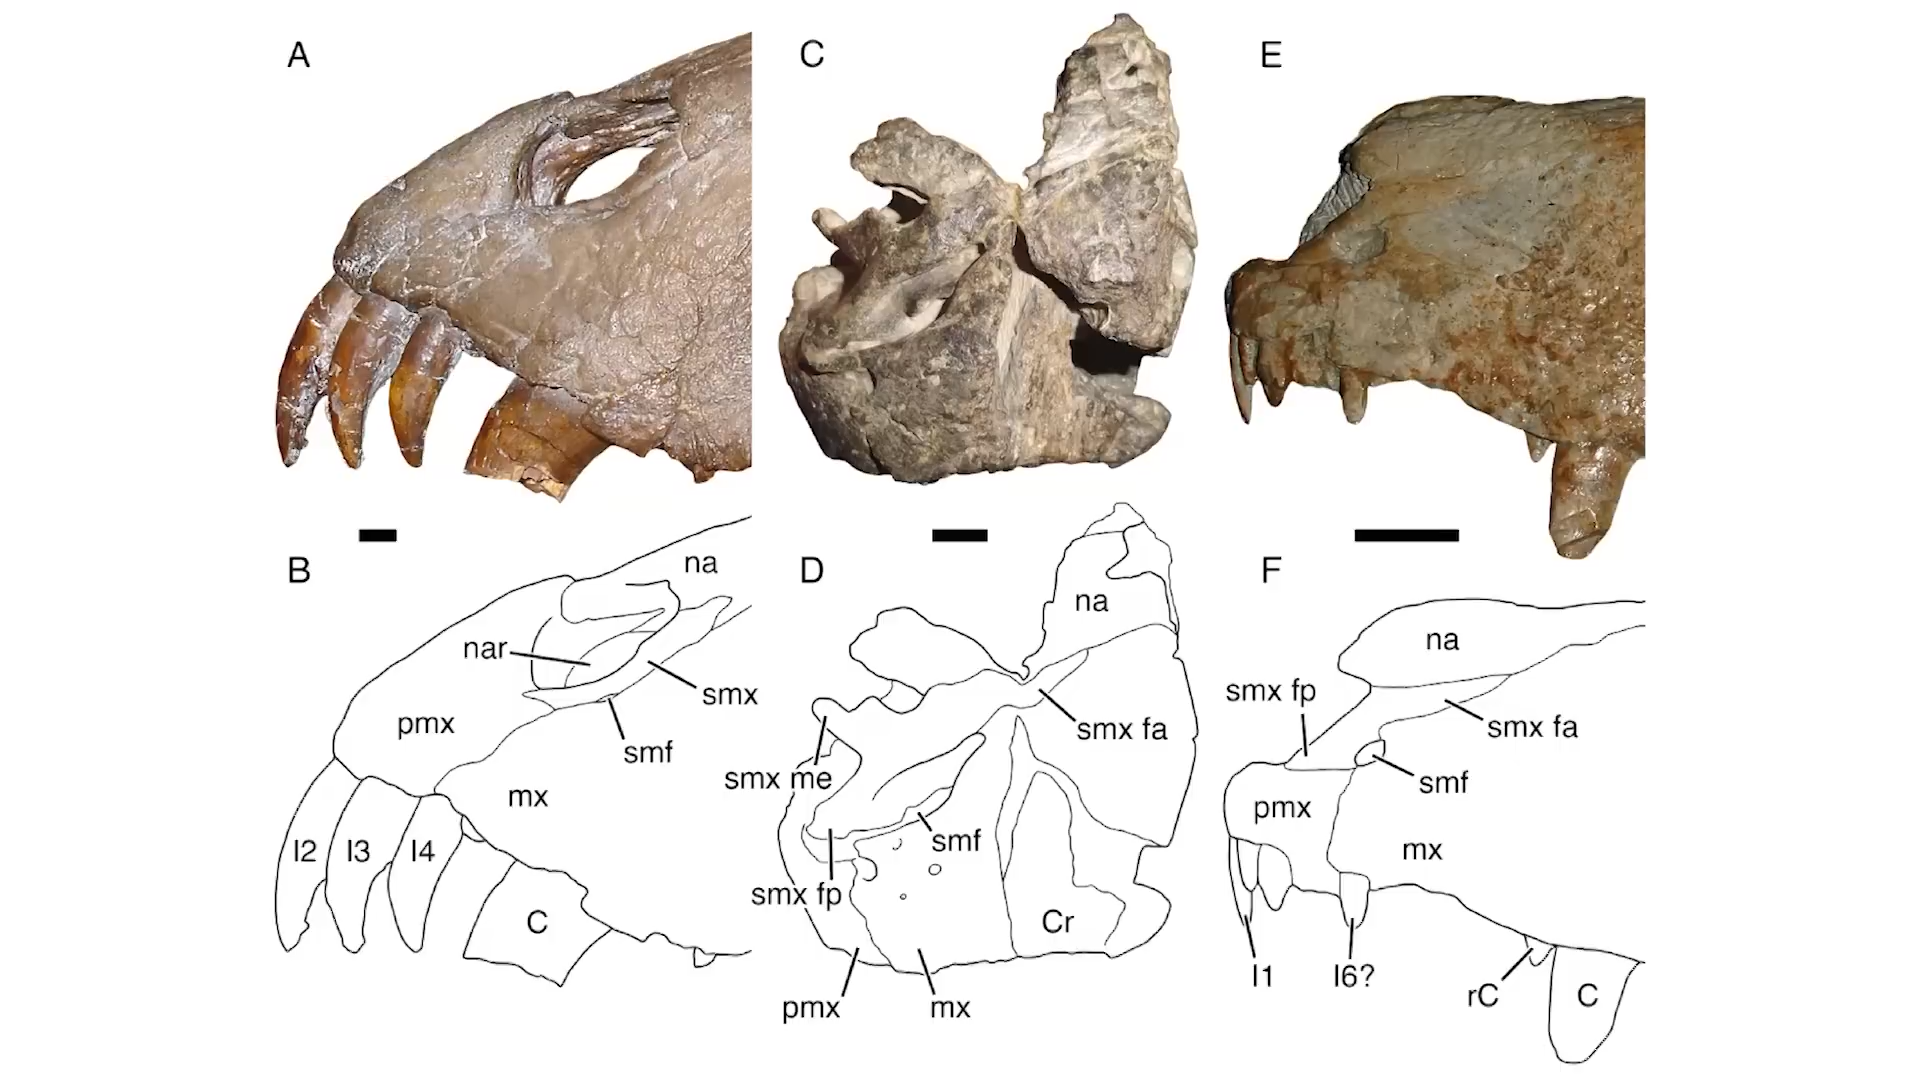 A
C
E
B
na
nar
smx
pmx
smf
mx
I2
I3
I4
C
D
na
smx fa
smx me
smf
smx fp
Cr
pmx
mx
F
na
smx fp
smx fa
smf
pmx
mx
I1
I6?
rC
C